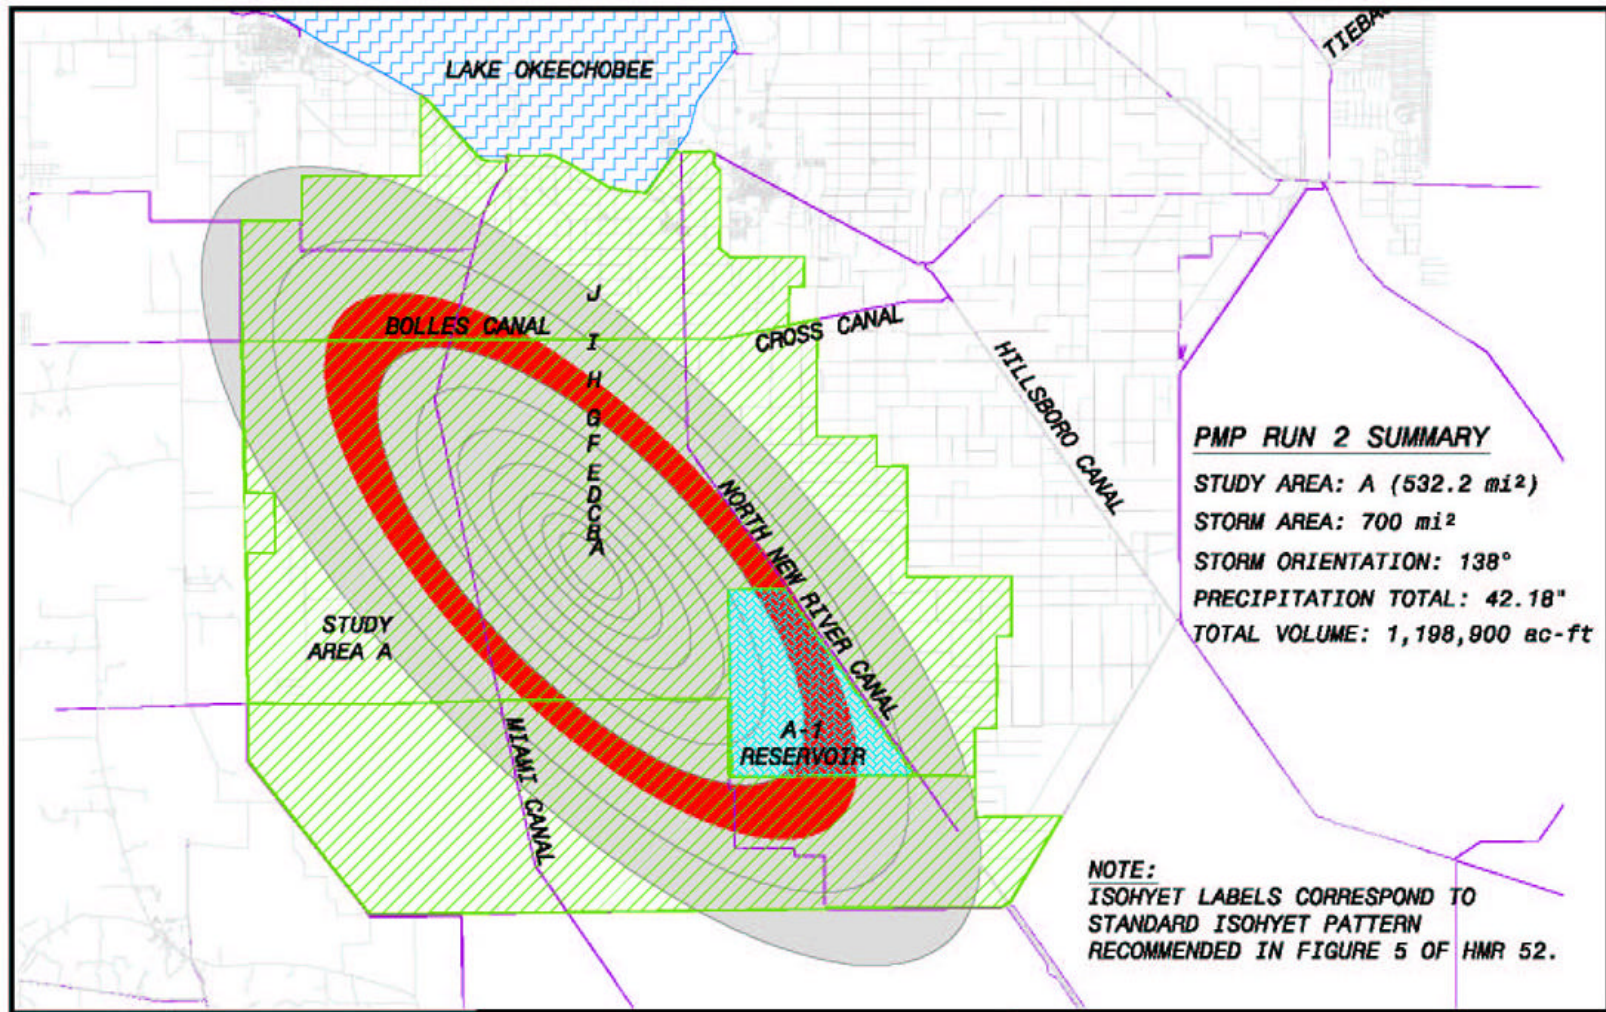 LAKE OKEECHOBEE
J
BOLLES CANAL
I
CROSS CANAL
H
G
F
E
D
C
B
A
HILLSBORO CANAL
NORTH NEW RIVER CANAL
STUDY
AREA A
MIAMI CANAL
A-1
RESERVOIR
PMP RUN 2 SUMMARY
STUDY AREA: A (532.2 mi²)
STORM AREA: 700 mi²
STORM ORIENTATION: 138°
PRECIPITATION TOTAL: 42.18"
TOTAL VOLUME: 1,198,900 ac-ft
NOTE:
ISOHYET LABELS CORRESPOND TO
STANDARD ISOHYET PATTERN
RECOMMENDED IN FIGURE 5 OF HMR 52.